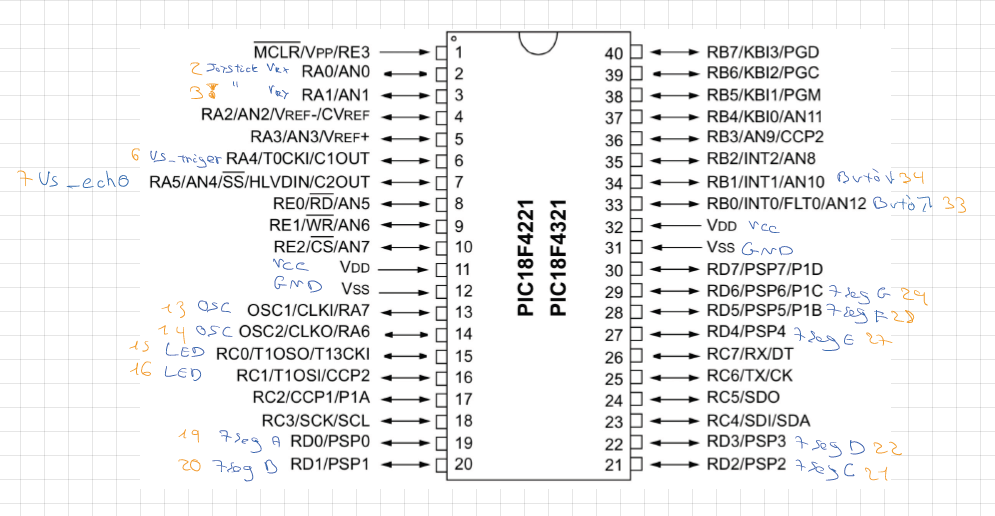 MCLR/VPP/RE3 1
2 Joystick VRx RA0/AN0 2
3 " VRy RA1/AN1 3
RA2/AN2/VREF-/CVREF 4
RA3/AN3/VREF+ 5
6 US_triger RA4/T0CKI/C1OUT 6
7 US_echo RA5/AN4/SS/HLVDIN/C2OUT 7
RE0/RD/AN5 8
RE1/WR/AN6 9
RE2/CS/AN7 10
VCC VDD 11
GND VSS 12
13 OSC OSC1/CLKI/RA7 13
14 OSC OSC2/CLKO/RA6 14
15 LED RC0/T1OSO/T13CKI 15
16 LED RC1/T1OSI/CCP2 16
RC2/CCP1/P1A 17
RC3/SCK/SCL 18
19 7seg A RD0/PSP0 19
20 7seg B RD1/PSP1 20
PIC18F4221
PIC18F4321
40 RB7/KBI3/PGD
39 RB6/KBI2/PGC
38 RB5/KBI1/PGM
37 RB4/KBI0/AN11
36 RB3/AN9/CCP2
35 RB2/INT2/AN8
34 RB1/INT1/AN10 Butò ↓ 34
33 RB0/INT0/FLT0/AN12 Butò ↑ 33
32 VDD VCC
31 VSS GND
30 RD7/PSP7/P1D
29 RD6/PSP6/P1C 7seg G 29
28 RD5/PSP5/P1B 7seg F 28
27 RD4/PSP4 7seg E 27
26 RC7/RX/DT
25 RC6/TX/CK
24 RC5/SDO
23 RC4/SDI/SDA
22 RD3/PSP3 7seg D 22
21 RD2/PSP2 7seg C 21